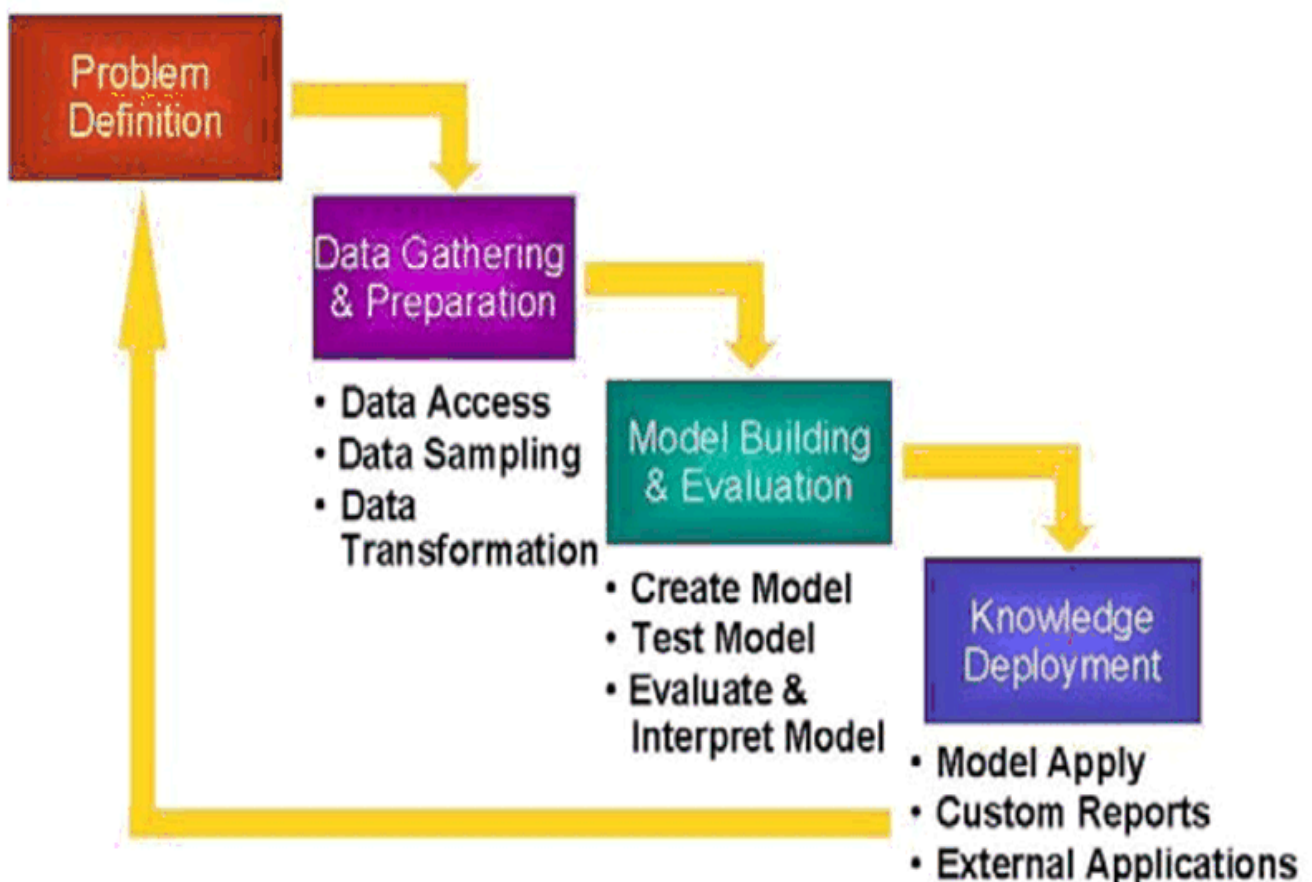 Problem
Definition
Data Gathering
& Preparation
• Data Access
• Data Sampling
• Data
Transformation
Model Building
& Evaluation
• Create Model
• Test Model
• Evaluate &
Interpret Model
Knowledge
Deployment
• Model Apply
• Custom Reports
• External Applications